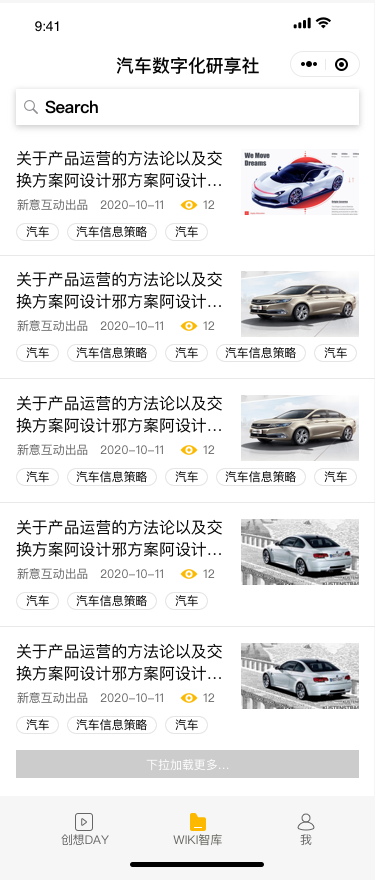 9:41
汽车数字化研享社
Search
关于产品运营的方法论以及交
换方案阿设计邪方案阿设计...
新意互动出品 2020-10-11 12
汽车 汽车信息策略 汽车
We Move
Dreams
关于产品运营的方法论以及交
换方案阿设计邪方案阿设计...
新意互动出品 2020-10-11 12
汽车 汽车信息策略 汽车 汽车信息策略 汽车
关于产品运营的方法论以及交
换方案阿设计邪方案阿设计...
新意互动出品 2020-10-11 12
汽车 汽车信息策略 汽车 汽车信息策略 汽车
关于产品运营的方法论以及交
换方案阿设计邪方案阿设计...
新意互动出品 2020-10-11 12
汽车 汽车信息策略 汽车
关于产品运营的方法论以及交
换方案阿设计邪方案阿设计...
新意互动出品 2020-10-11 12
汽车 汽车信息策略 汽车
下拉加载更多...
创想DAY WIKI智库 我